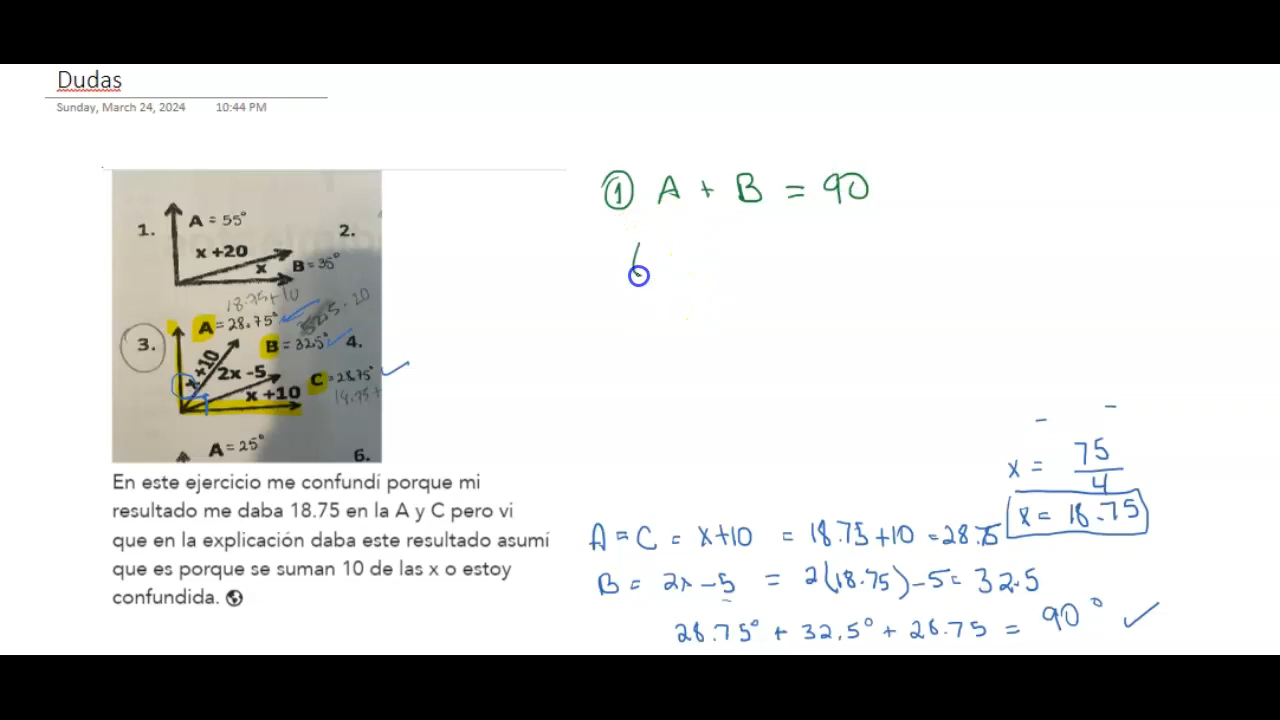 Dudas
Sunday, March 24, 2024 10:44 PM
① A + B = 90
(
1. A = 55°
x +20
x B = 35°
2.
18.75+10
A = 28.75°
3.
B = 32.5°
4.
x +10
2x -5
C = 28.75°
x +10
A = 25°
6.
En este ejercicio me confundí porque mi
resultado me daba 18.75 en la A y C pero vi
que en la explicación daba este resultado asumí
que es porque se suman 10 de las x o estoy
confundida.
x = 75
4
x = 18.75
A = C = x+10 = 18.75+10 = 28.75
B = 2x - 5 = 2(18.75) - 5 = 32.5
28.75° + 32.5° + 28.75 = 90°